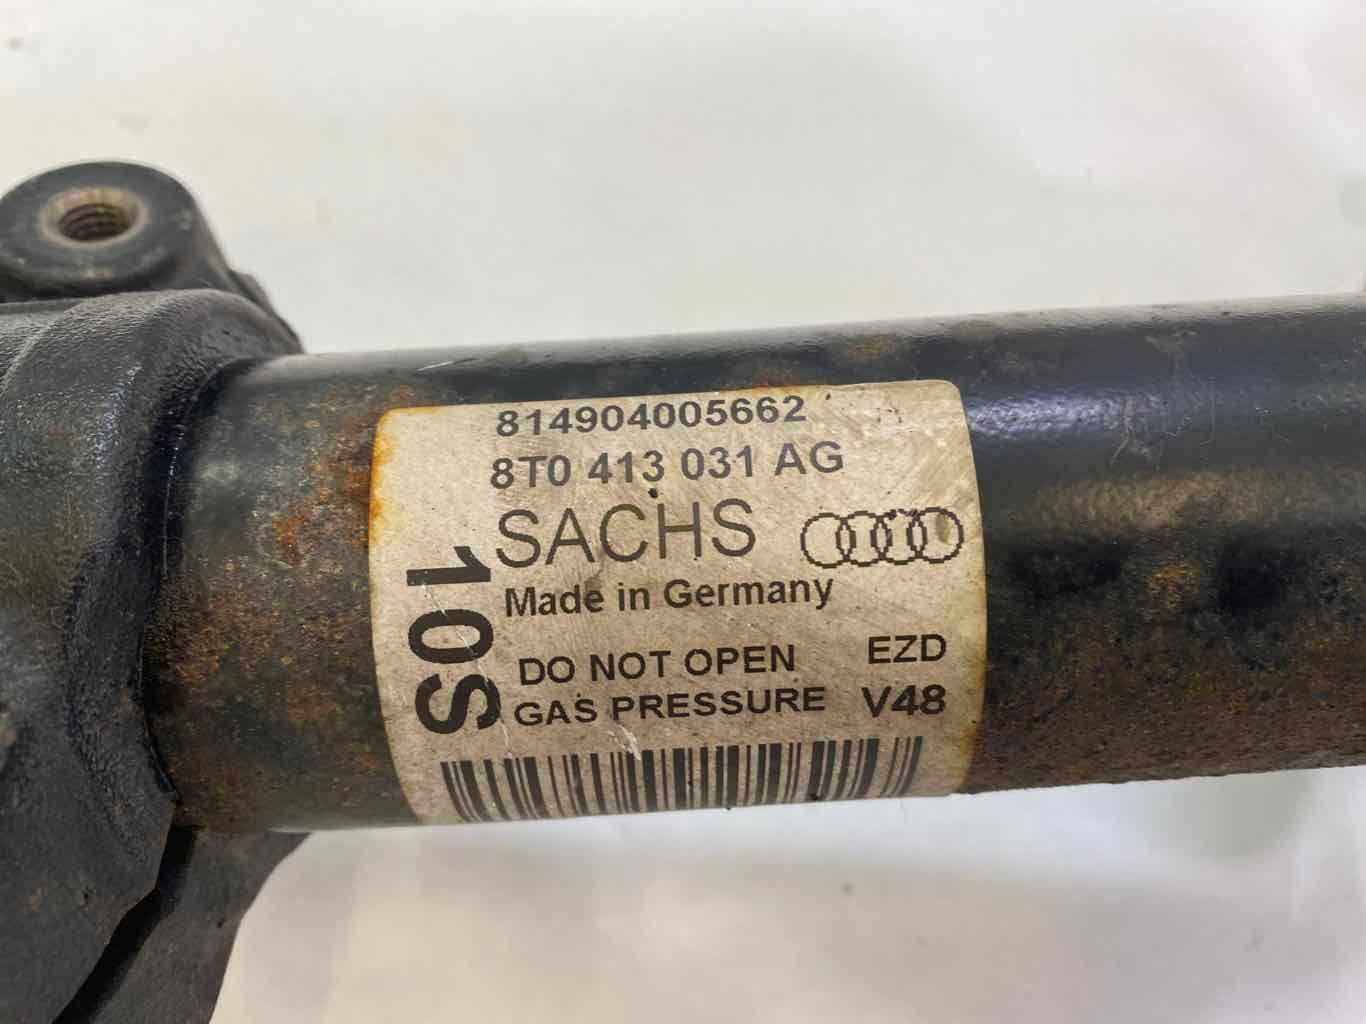 814904005662
8T0 413 031 AG
SACHS
Made in Germany
10S
DO NOT OPEN EZD
GAS PRESSURE V48